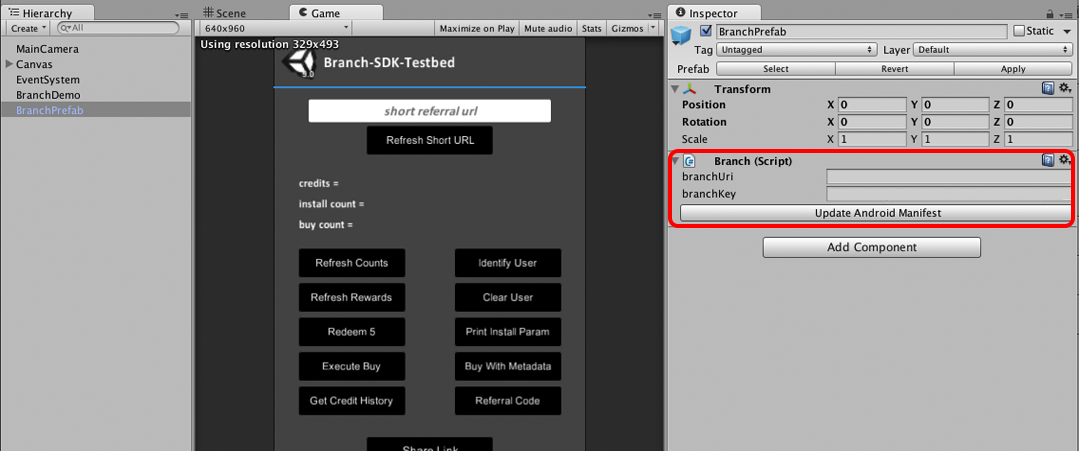 Hierarchy
Create
All
MainCamera
Canvas
EventSystem
BranchDemo
BranchPrefab
Scene
Game
640x960
Maximize on Play
Mute audio
Stats
Gizmos
Using resolution 329x493
5.0
Branch-SDK-Testbed
short referral url
Refresh Short URL
credits =
install count =
buy count =
Refresh Counts
Identify User
Refresh Rewards
Clear User
Redeem 5
Print Install Param
Execute Buy
Buy With Metadata
Get Credit History
Referral Code
Share Link
Inspector
BranchPrefab
Static
Tag Untagged Layer Default
Prefab Select Revert Apply
Transform
Position X 0 Y 0 Z 0
Rotation X 0 Y 0 Z 0
Scale X 1 Y 1 Z 1
Branch (Script)
branchUri
branchKey
Update Android Manifest
Add Component